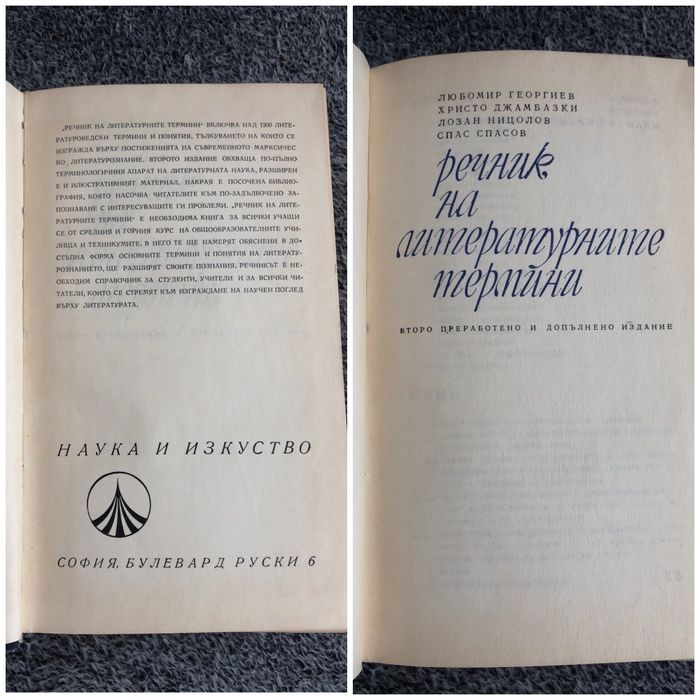 „РЕЧНИК НА ЛИТЕРАТУРНИТЕ ТЕРМИНИ“ ВКЛЮЧВА НАД 1200 ЛИТЕ-
РАТУРОВЕДСКИ ТЕРМИНИ И ПОНЯТИЯ, ТЪЛКУВАНЕТО НА КОИТО СЕ
ИЗГРАЖДА ВЪРХУ ПОСТИЖЕНИЯТА НА СЪВРЕМЕННОТО МАРКСИЧЕС-
КО ЛИТЕРАТУРОЗНАНИЕ. ВТОРОТО ИЗДАНИЕ ОБХВАЩА ПО-ПЪЛНО
ТЕРМИНОЛОГИЧНИЯ АПАРАТ НА ЛИТЕРАТУРНАТА НАУКА, РАЗШИРЕН
Е И ИЛЮСТРАТИВНИЯТ МАТЕРИАЛ. НАКРАЯ Е ПОСОЧЕНА БИБЛИО-
ГРАФИЯ, КОЯТО НАСОЧВА ЧИТАТЕЛИТЕ КЪМ ПО-ЗАДЪЛБОЧЕНО ЗА-
ПОЗНАВАНЕ С ИНТЕРЕСУВАЩИТЕ ГИ ПРОБЛЕМИ. „РЕЧНИК НА ЛИ-
ТЕРАТУРНИТЕ ТЕРМИНИ“ Е НЕОБХОДИМА КНИГА ЗА ВСИЧКИ УЧАЩИ
СЕ ОТ СРЕДНИЯ И ГОРНИЯ КУРС НА ОБЩООБРАЗОВАТЕЛНИТЕ УЧИ-
ЛИЩА И ТЕХНИКУМИТЕ. В НЕГО ТЕ ЩЕ НАМЕРЯТ ОБЯСНЕНИ В ДО-
СТЪПНА ФОРМА ОСНОВНИТЕ ТЕРМИНИ И ПОНЯТИЯ НА ЛИТЕРАТУ-
РОЗНАНИЕТО, ЩЕ РАЗШИРЯТ СВОИТЕ ПОЗНАНИЯ. РЕЧНИКЪТ Е НЕ-
ОБХОДИМ СПРАВОЧНИК ЗА СТУДЕНТИ, УЧИТЕЛИ И ЗА ВСИЧКИ ЧИ-
ТАТЕЛИ, КОИТО СЕ СТРЕМЯТ КЪМ ИЗГРАЖДАНЕ НА НАУЧЕН ПОГЛЕД
ВЪРХУ ЛИТЕРАТУРАТА.
НАУКА И ИЗКУСТВО
СОФИЯ, БУЛЕВАРД РУСКИ 6
ЛЮБОМИР ГЕОРГИЕВ
ХРИСТО ДЖАМБАЗКИ
ЛОЗАН НИЦОЛОВ
СПАС СПАСОВ
речник
на
литературните
термини
ВТОРО ПРЕРАБОТЕНО И ДОПЪЛНЕНО ИЗДАНИЕ